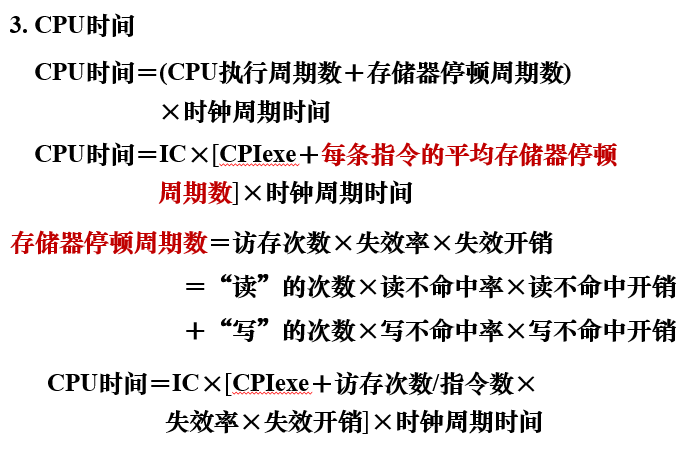 3. CPU时间
CPU时间＝(CPU执行周期数＋存储器停顿周期数)
×时钟周期时间
CPU时间＝IC×[CPIexe＋每条指令的平均存储器停顿
周期数]×时钟周期时间
存储器停顿周期数＝访存次数×失效率×失效开销
＝“读”的次数×读不命中率×读不命中开销
＋“写”的次数×写不命中率×写不命中开销
CPU时间＝IC×[CPIexe＋访存次数/指令数×
失效率×失效开销]×时钟周期时间